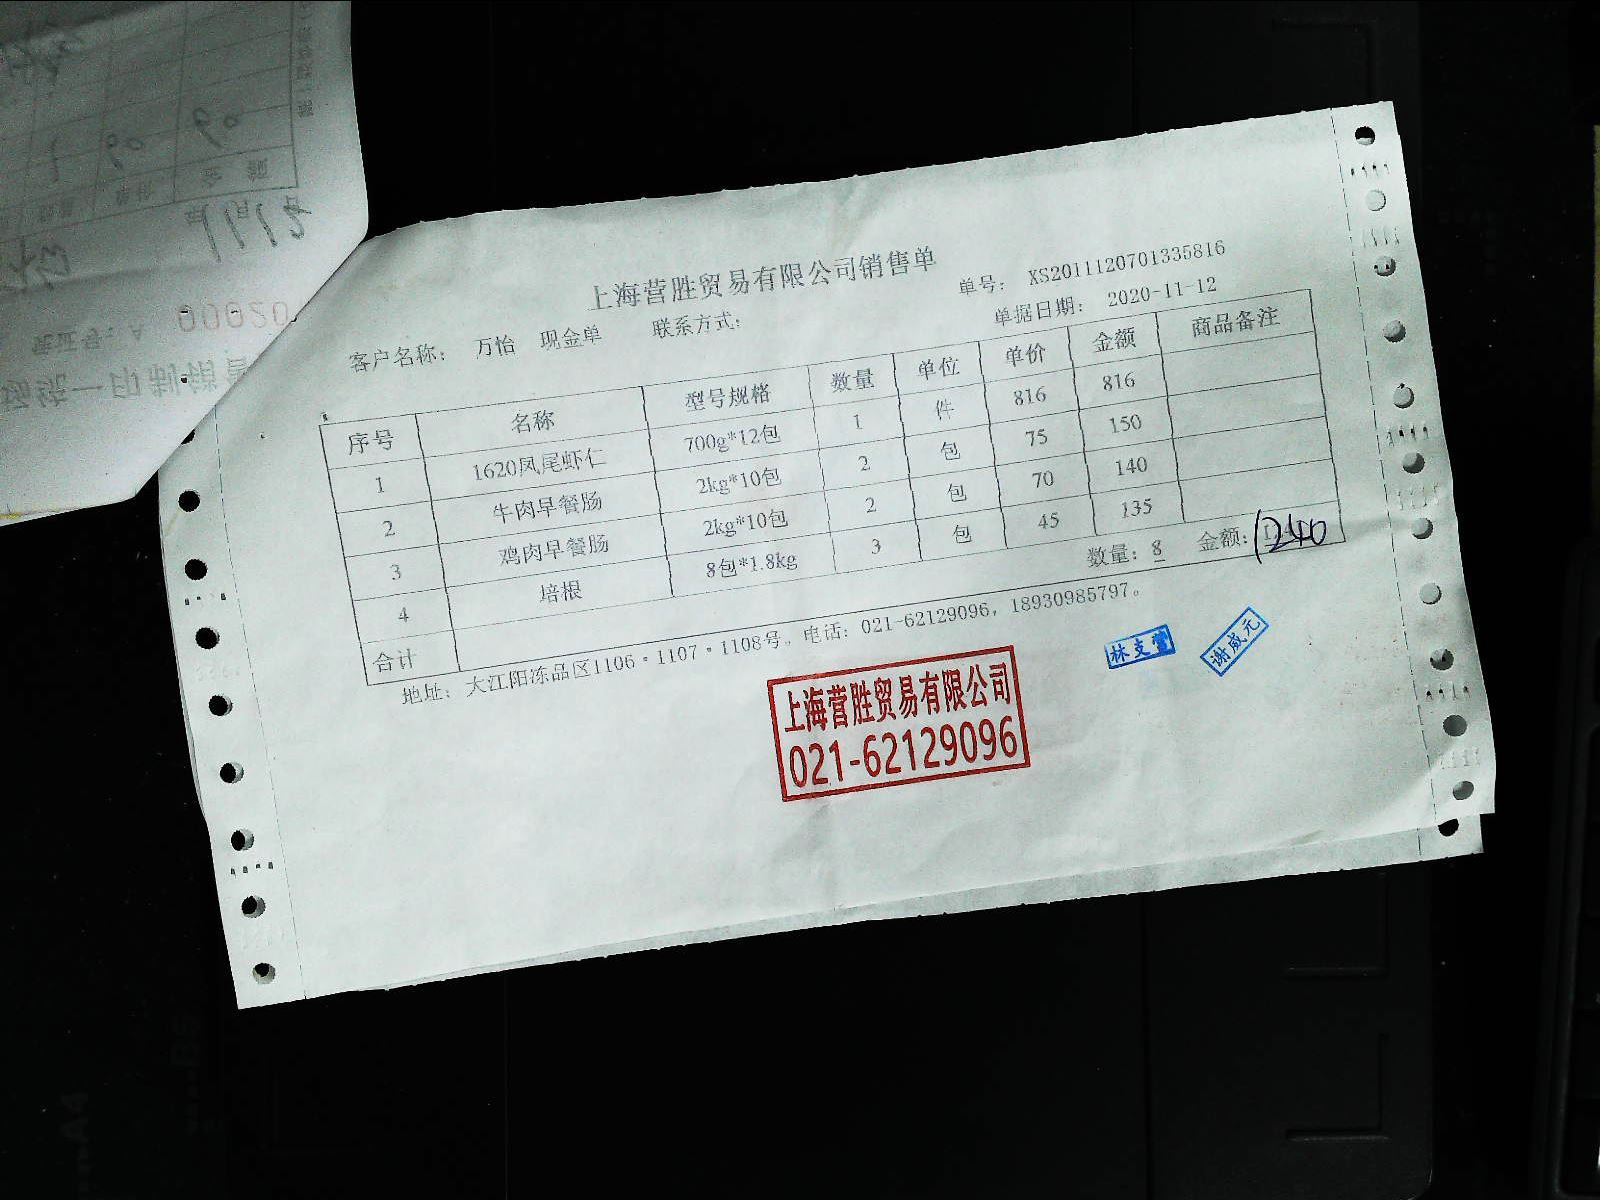 上海营胜贸易有限公司销售单
单号: XS2011120701335816
客户名称: 万怡 现金单 联系方式: 单据日期: 2020-11-12
序号 名称 型号规格 数量 单位 单价 金额 商品备注
1 1620凤尾虾仁 700g*12包 1 件 816 816
2 牛肉早餐肠 2kg*10包 2 包 75 150
3 鸡肉早餐肠 2kg*10包 2 包 70 140
4 培根 8包*1.8kg 3 包 45 135
合计 数量: 8 金额: 1240
地址: 大江阳冻品区1106·1107·1108号。电话: 021-62129096, 18930985797。
林支萱
谢威元
上海营胜贸易有限公司
021-62129096
00020